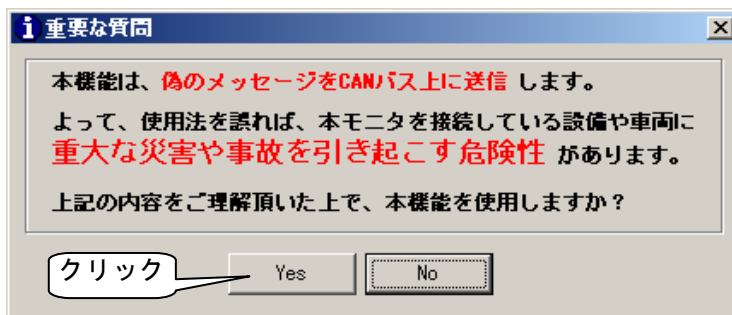 重要な質問
本機能は、偽のメッセージをCANバス上に送信 します。
よって、使用法を誤れば、本モニタを接続している設備や車両に
重大な災害や事故を引き起こす危険性 があります。
上記の内容をご理解頂いた上で、本機能を使用しますか？
クリック
Yes
No